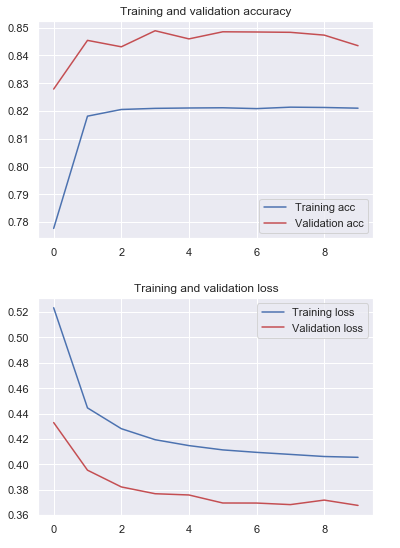 Training and validation accuracy
0.85
0.84
0.83
0.82
0.81
0.80
0.79
0.78
Training acc
Validation acc
0 2 4 6 8
Training and validation loss
0.52
0.50
0.48
0.46
0.44
0.42
0.40
0.38
0.36
Training loss
Validation loss
0 2 4 6 8